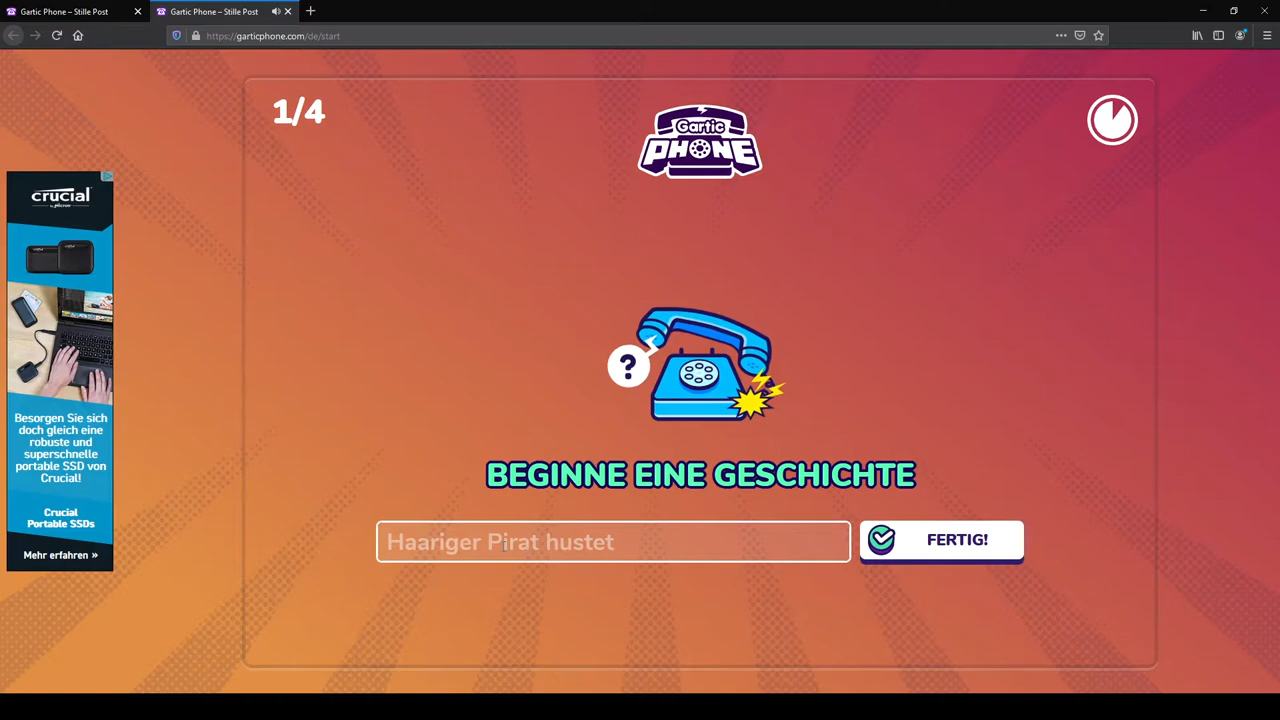 Gartic Phone – Stille Post
Gartic Phone – Stille Post
https://garticphone.com/de/start
1/4
Gartic
PHONE
crucial
by Micron
Besorgen Sie sich
doch gleich eine
robuste und
superschnelle
portable SSD von
Crucial!
Crucial
Portable SSDs
Mehr erfahren »
?
BEGINNE EINE GESCHICHTE
Haariger Pirat hustet
FERTIG!